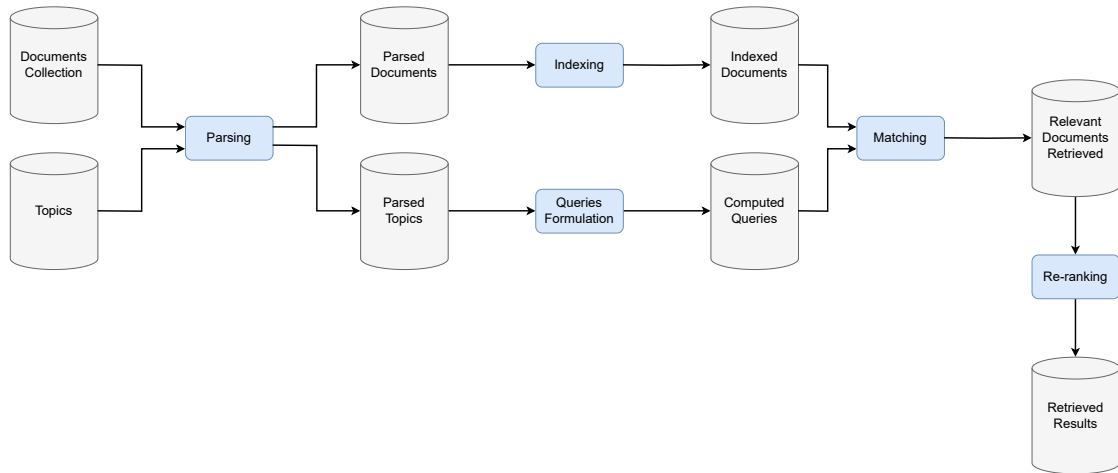 Documents
Collection
Parsed
Documents
Indexing
Indexed
Documents
Parsing
Matching
Relevant
Documents
Retrieved
Topics
Parsed
Topics
Queries
Formulation
Computed
Queries
Re-ranking
Retrieved
Results